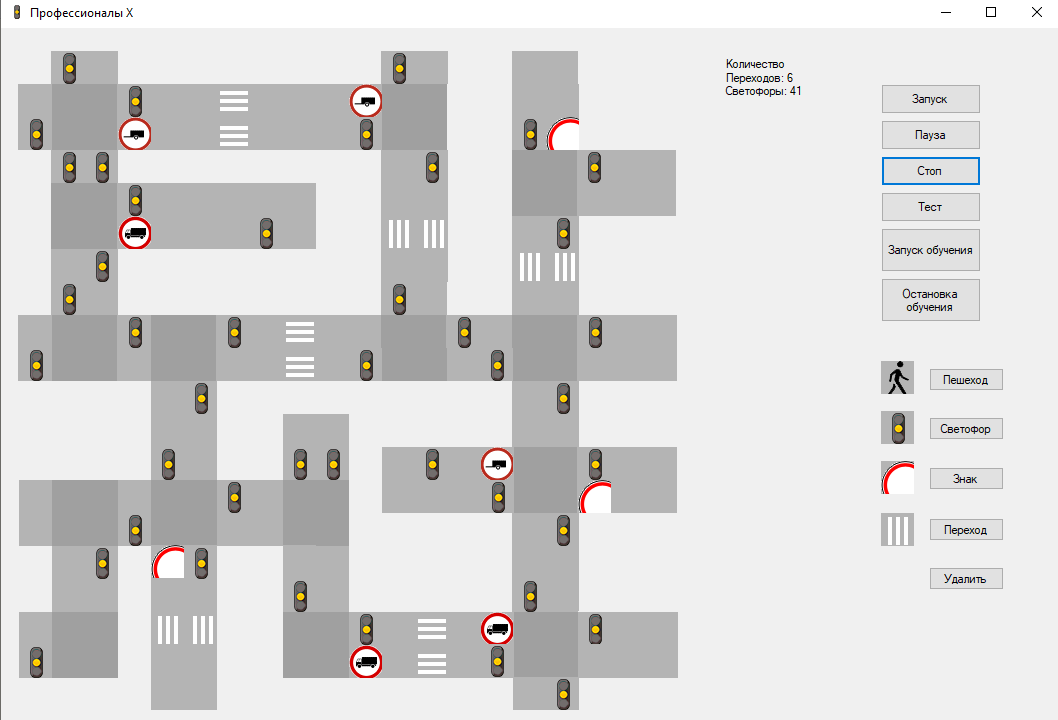 Профессионалы X
Количество
Переходов: 6
Светофоры: 41
Запуск
Пауза
Стоп
Тест
Запуск обучения
Остановка
обучения
Пешеход
Светофор
Знак
Переход
Удалить